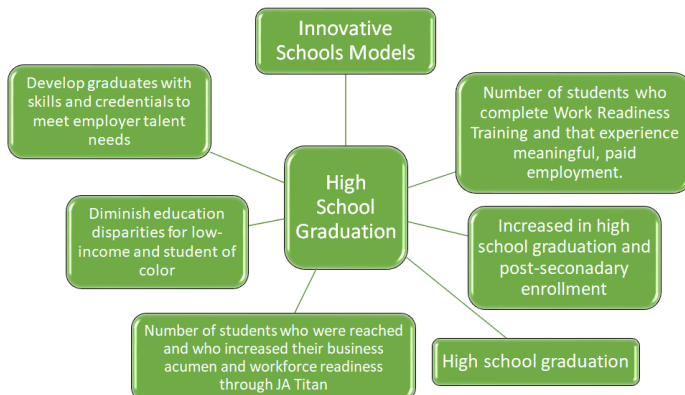 Innovative
Schools Models
Develop graduates with
skills and credentials to
meet employer talent
needs
Number of students who
complete Work Readiness
Training and that experience
meaningful, paid
employment.
High
School
Graduation
Diminish education
disparities for low-
income and student of
color
Increased in high
school graduation and
post-seconadary
enrollment
Number of students who were reached
and who increased their business
acumen and workforce readiness
through JA Titan
High school graduation